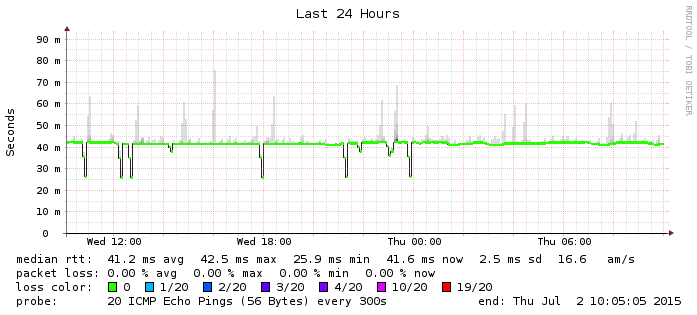 Last 24 Hours
RRDTOOL / TOBI OETIKER
Seconds
90 m
80 m
70 m
60 m
50 m
40 m
30 m
20 m
10 m
0
Wed 12:00 Wed 18:00 Thu 00:00 Thu 06:00
median rtt: 41.2 ms avg 42.5 ms max 25.9 ms min 41.6 ms now 2.5 ms sd 16.6 am/s
packet loss: 0.00 % avg 0.00 % max 0.00 % min 0.00 % now
loss color: 0 1/20 2/20 3/20 4/20 10/20 19/20
probe: 20 ICMP Echo Pings (56 Bytes) every 300s end: Thu Jul 2 10:05:05 2015